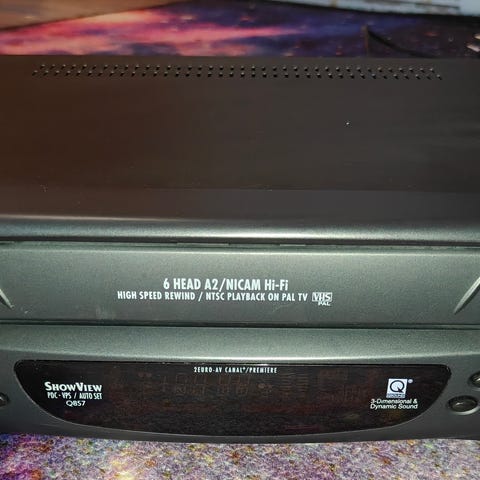 6 HEAD A2/NICAM Hi-Fi
HIGH SPEED REWIND / NTSC PLAYBACK ON PAL TV VHS
PAL
2EURO-AV CANAL+/PREMIERE
SHOWVIEW
PDC - VPS / AUTO SET
Q857
Q®
3-Dimensional &
Dynamic Sound